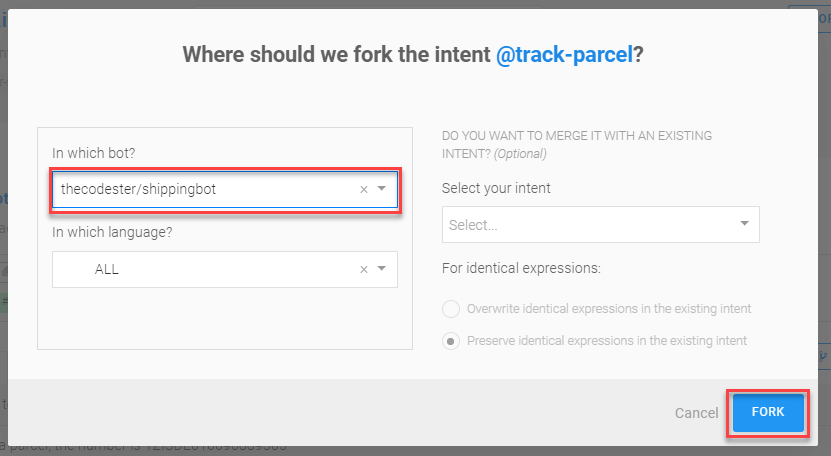 Where should we fork the intent @track-parcel?
In which bot?
thecodester/shippingbot
In which language?
ALL
DO YOU WANT TO MERGE IT WITH AN EXISTING
INTENT? (Optional)
Select your intent
Select...
For identical expressions:
Overwrite identical expressions in the existing intent
Preserve identical expressions in the existing intent
Cancel
FORK